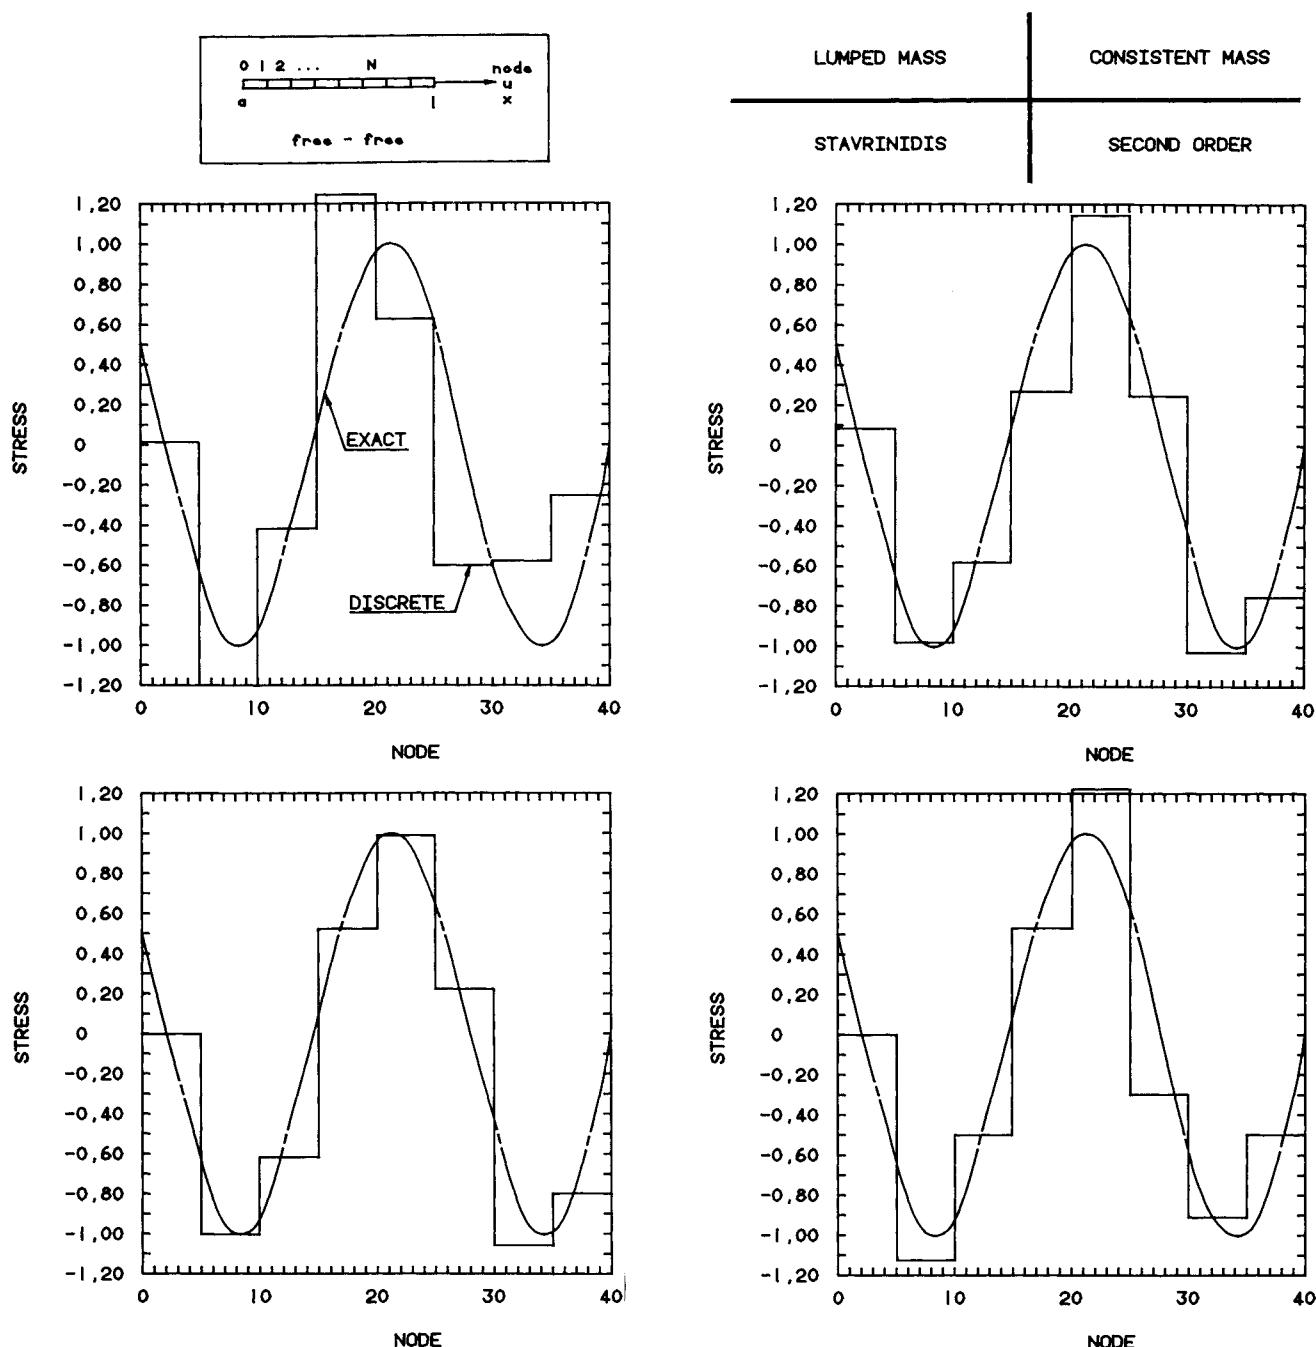 0 1 2 ... N
node
u
a l x
free - free
LUMPED MASS CONSISTENT MASS
STAVRINIDIS SECOND ORDER
1,20
1,00
0,80
0,60
0,40
0,20
0
-0,20
-0,40
-0,60
-0,80
-1,00
-1,20
STRESS
EXACT
DISCRETE
0 10 20 30 40
NODE
1,20
1,00
0,80
0,60
0,40
0,20
0
-0,20
-0,40
-0,60
-0,80
-1,00
-1,20
STRESS
0 10 20 30 40
NODE
1,20
1,00
0,80
0,60
0,40
0,20
0
-0,20
-0,40
-0,60
-0,80
-1,00
-1,20
STRESS
0 10 20 30 40
NODE
1,20
1,00
0,80
0,60
0,40
0,20
0
-0,20
-0,40
-0,60
-0,80
-1,00
-1,20
STRESS
0 10 20 30 40
NODE